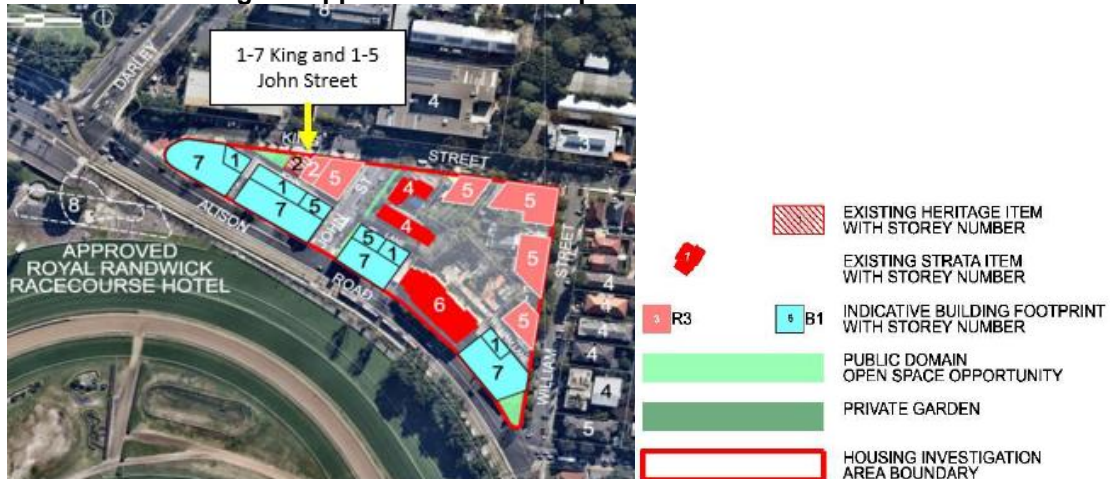 1-7 King and 1-5
John Street
DARLEY
KING
STREET
JOHN ST
ALISON
ROAD
WILLIAM
STREET
8
APPROVED
ROYAL RANDWICK
RACECOURSE HOTEL
4
3
7
1
2
2
5
1
7
5
4
4
5
5
5
7
5
6
5
1
7
4
4
4
5
EXISTING HERITAGE ITEM
WITH STOREY NUMBER
1
EXISTING STRATA ITEM
WITH STOREY NUMBER
3 R3
B1
INDICATIVE BUILDING FOOTPRINT
WITH STOREY NUMBER
PUBLIC DOMAIN
OPEN SPACE OPPORTUNITY
PRIVATE GARDEN
HOUSING INVESTIGATION
AREA BOUNDARY